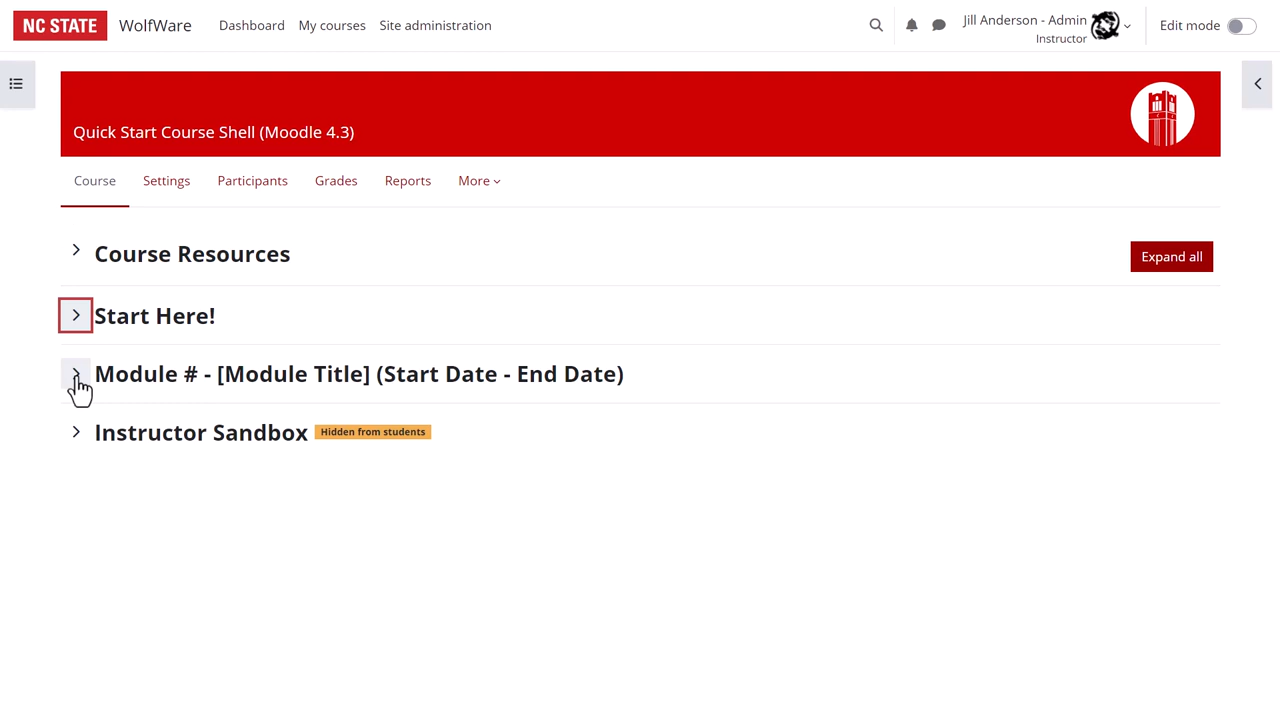 NC STATE WolfWare Dashboard My courses Site administration Jill Anderson - Admin Instructor Edit mode
Quick Start Course Shell (Moodle 4.3)
Course Settings Participants Grades Reports More
Course Resources Expand all
Start Here!
Module # - [Module Title] (Start Date - End Date)
Instructor Sandbox Hidden from students